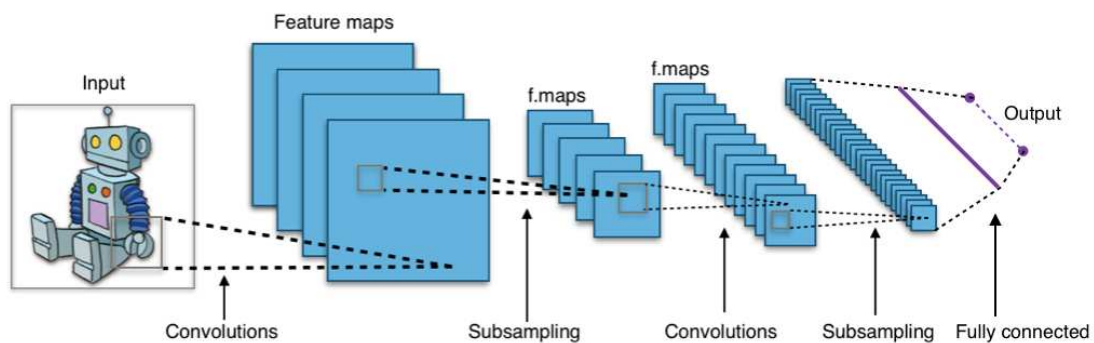 Feature maps
Input
f.maps
f.maps
Output
Convolutions
Subsampling
Convolutions
Subsampling
Fully connected